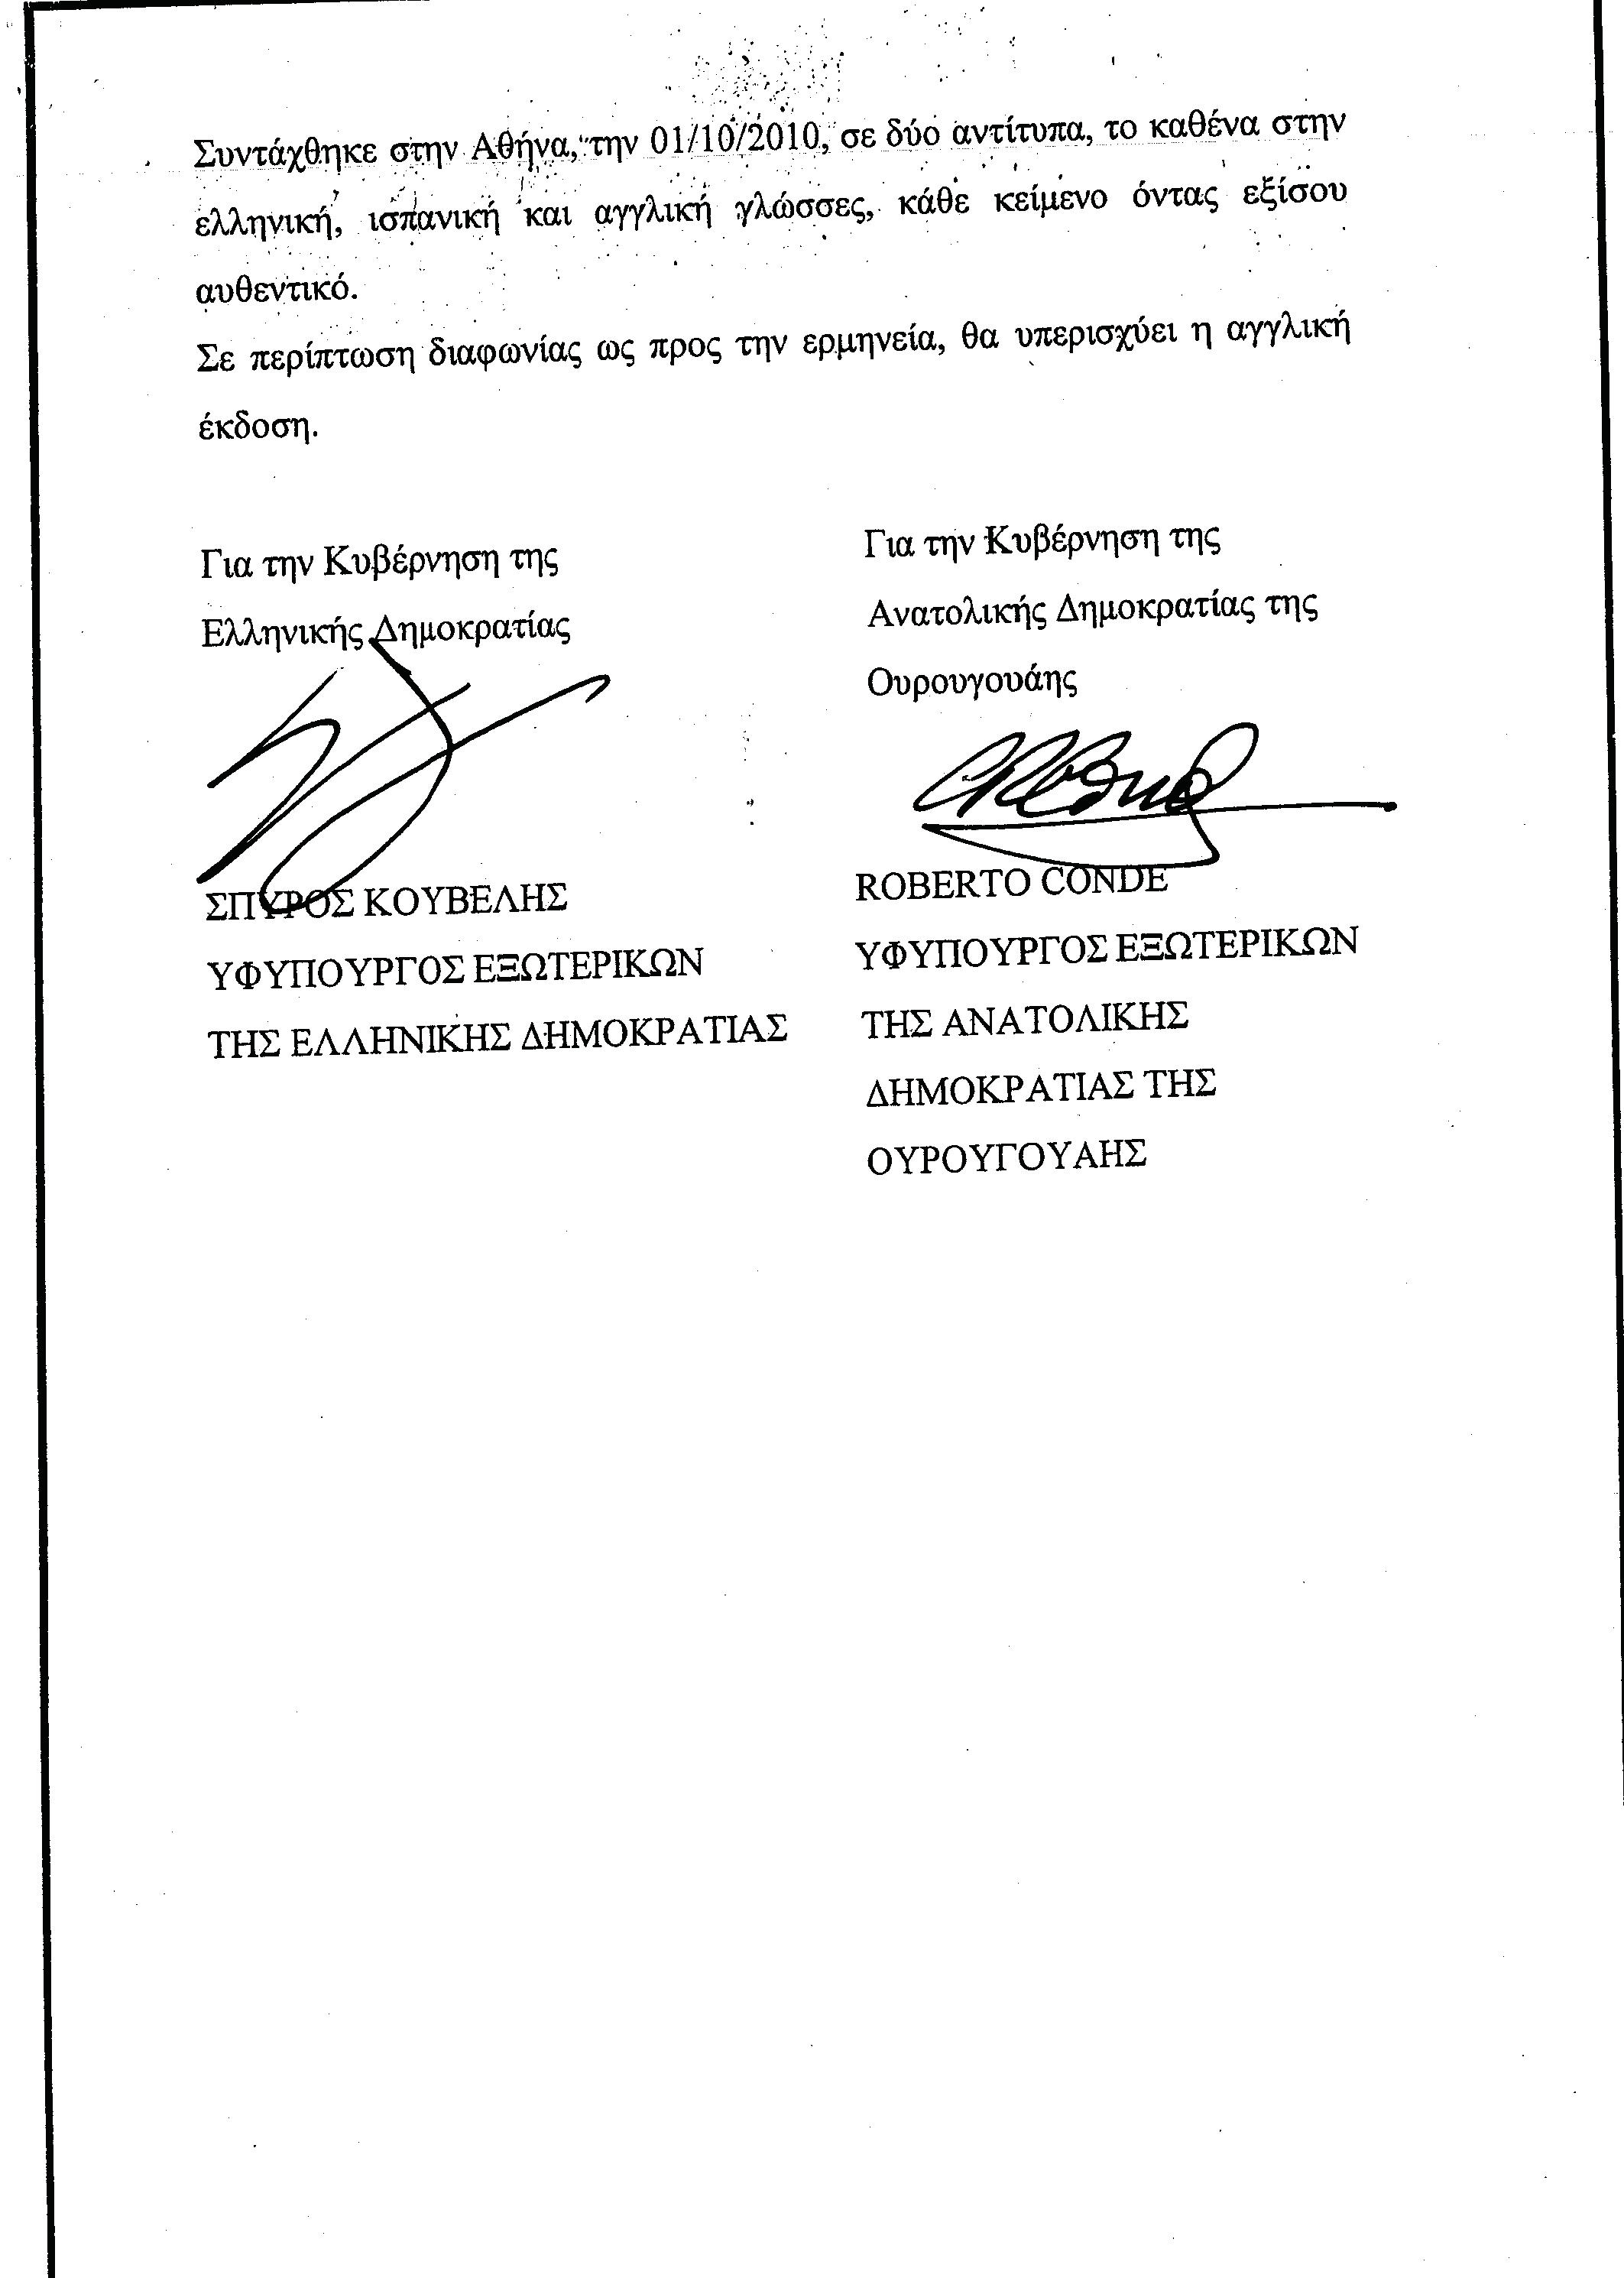 Συντάχθηκε στην Αθήνα, την 01/10/2010, σε δύο αντίτυπα, το καθένα στην
ελληνική, ισπανική και αγγλική γλώσσες, κάθε κείμενο όντας εξίσου
αυθεντικό.
Σε περίπτωση διαφωνίας ως προς την ερμηνεία, θα υπερισχύει η αγγλική
έκδοση.
Για την Κυβέρνηση της
Ελληνικής Δημοκρατίας
ΣΠΥΡΟΣ ΚΟΥΒΕΛΗΣ
ΥΦΥΠΟΥΡΓΟΣ ΕΞΩΤΕΡΙΚΩΝ
ΤΗΣ ΕΛΛΗΝΙΚΗΣ ΔΗΜΟΚΡΑΤΙΑΣ
Για την Κυβέρνηση της
Ανατολικής Δημοκρατίας της
Ουρουγουάης
ROBERTO CONDE
ΥΦΥΠΟΥΡΓΟΣ ΕΞΩΤΕΡΙΚΩΝ
ΤΗΣ ΑΝΑΤΟΛΙΚΗΣ
ΔΗΜΟΚΡΑΤΙΑΣ ΤΗΣ
ΟΥΡΟΥΓΟΥΑΗΣ